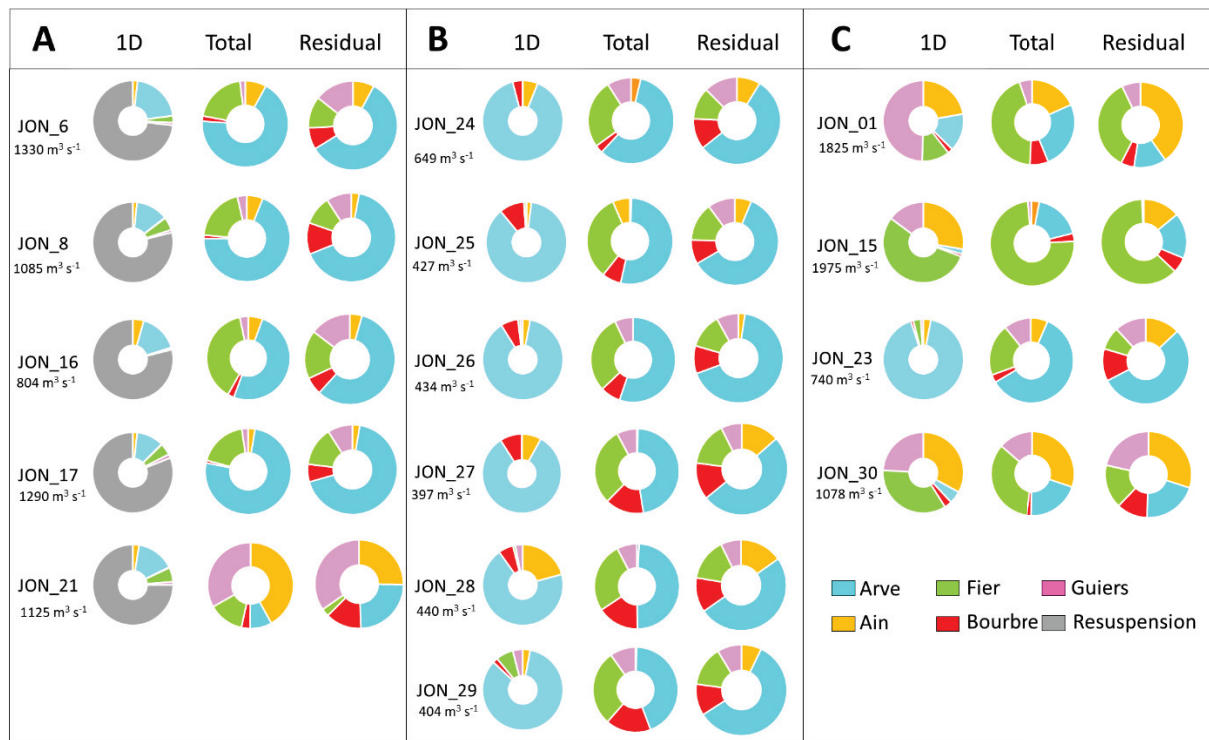 A 1D Total Residual
JON_6
1330 m³ s⁻¹
JON_8
1085 m³ s⁻¹
JON_16
804 m³ s⁻¹
JON_17
1290 m³ s⁻¹
JON_21
1125 m³ s⁻¹
B 1D Total Residual
JON_24
649 m³ s⁻¹
JON_25
427 m³ s⁻¹
JON_26
434 m³ s⁻¹
JON_27
397 m³ s⁻¹
JON_28
440 m³ s⁻¹
JON_29
404 m³ s⁻¹
C 1D Total Residual
JON_01
1825 m³ s⁻¹
JON_15
1975 m³ s⁻¹
JON_23
740 m³ s⁻¹
JON_30
1078 m³ s⁻¹
Arve Fier Guiers
Ain Bourbre Resuspension